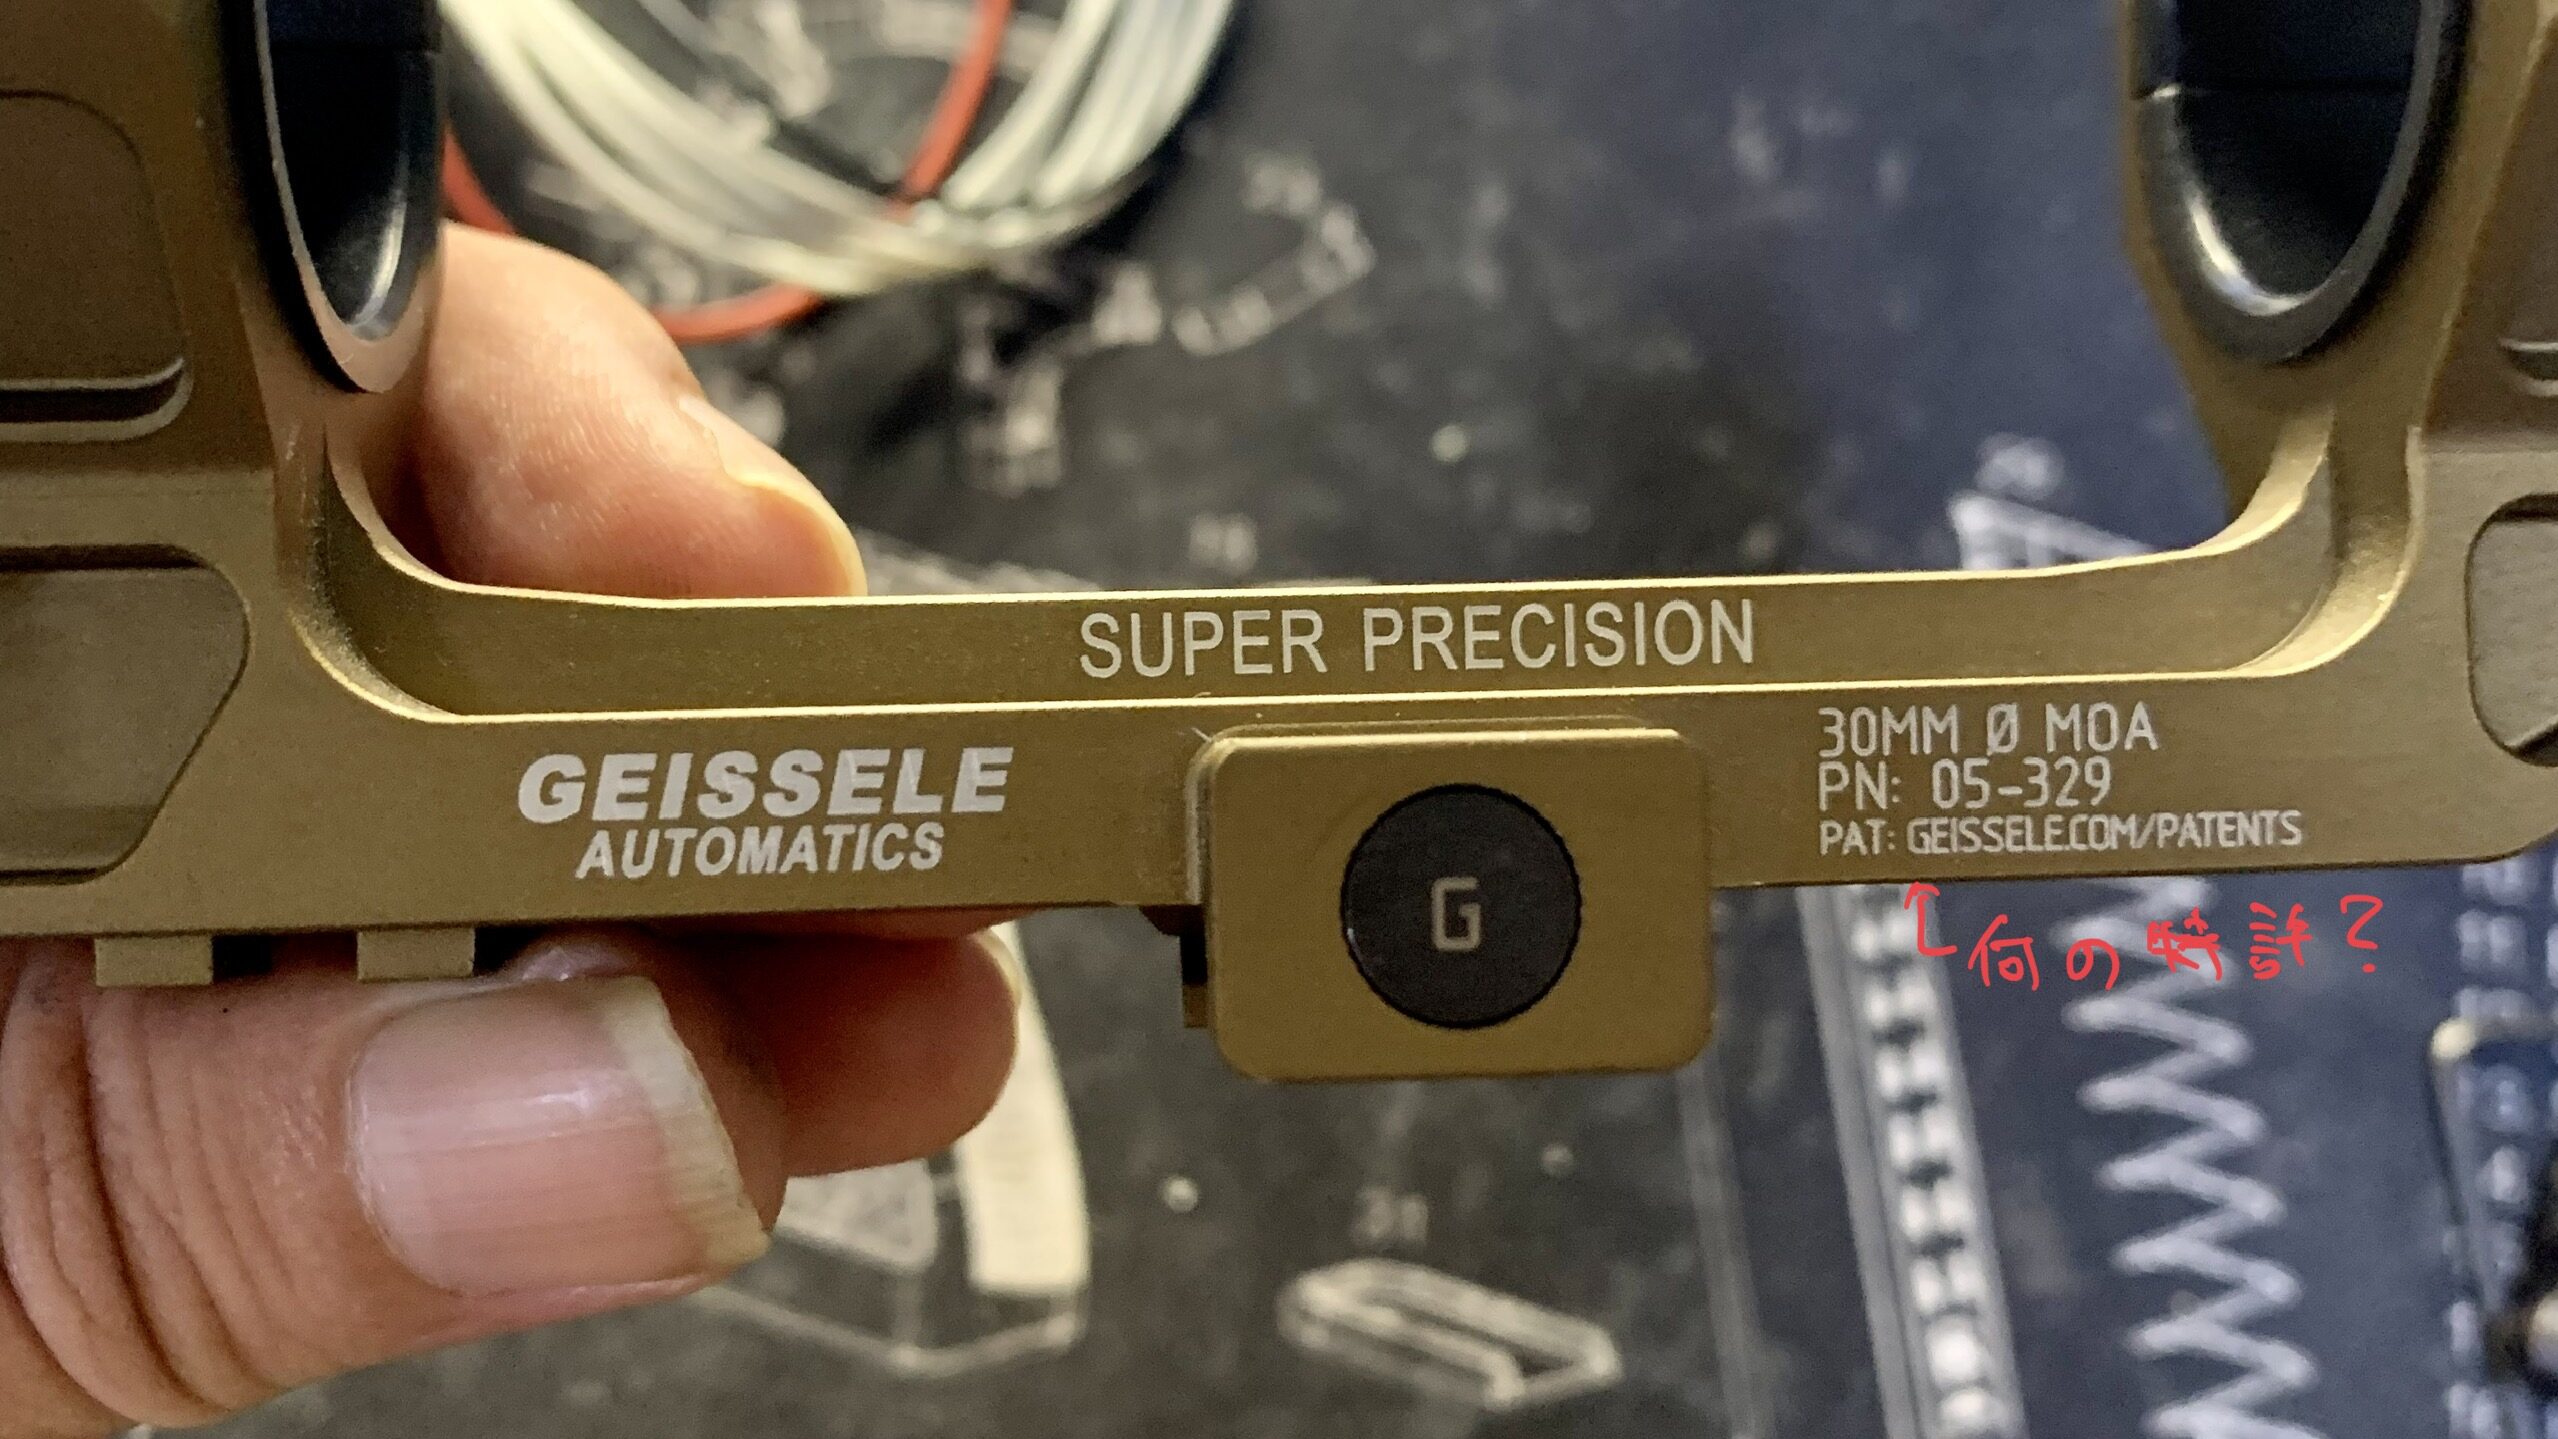 SUPER PRECISION
GEISSELE
AUTOMATICS
G
30MM Ø MOA
PN: 05-329
PAT: GEISSELE.COM/PATENTS
何の特許?